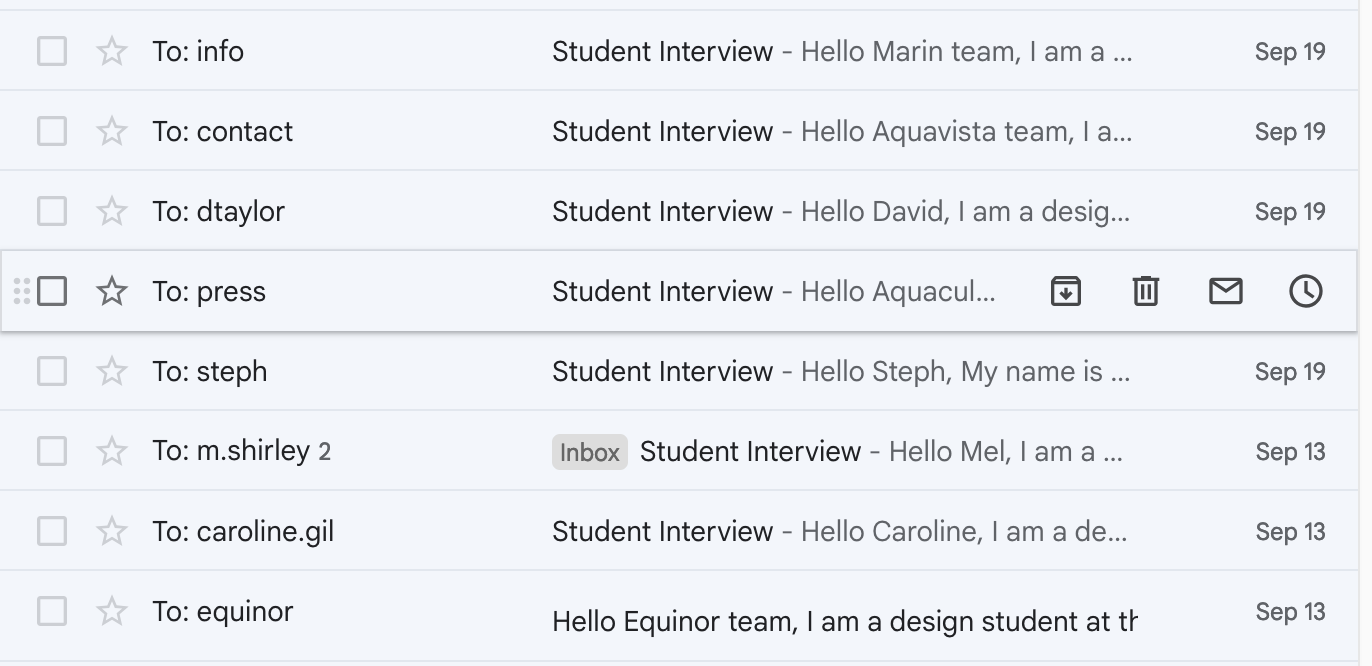 To: info Student Interview - Hello Marin team, I am a ... Sep 19
To: contact Student Interview - Hello Aquavista team, I a... Sep 19
To: dtaylor Student Interview - Hello David, I am a desig... Sep 19
To: press Student Interview - Hello Aquacul...
To: steph Student Interview - Hello Steph, My name is ... Sep 19
To: m.shirley 2 Inbox Student Interview - Hello Mel, I am a ... Sep 13
To: caroline.gil Student Interview - Hello Caroline, I am a de... Sep 13
To: equinor Hello Equinor team, I am a design student at th Sep 13